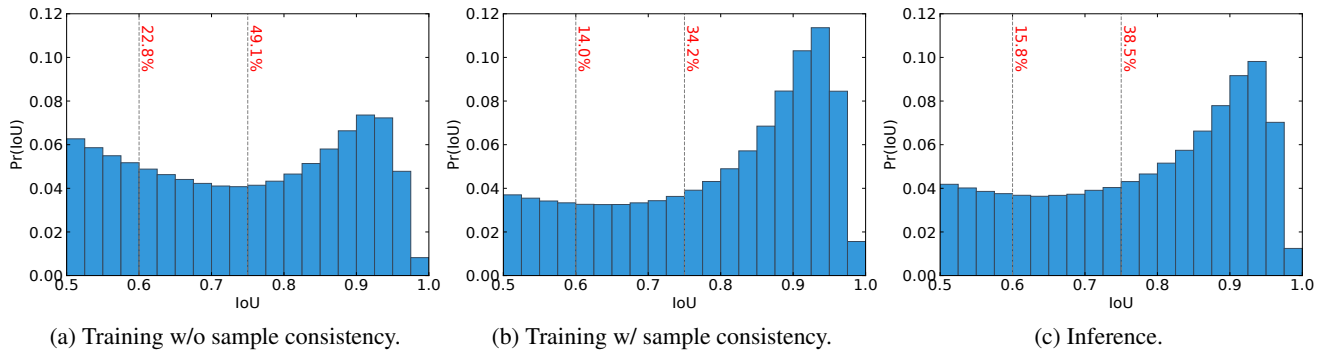 0.12
0.10
0.08
0.06
0.04
0.02
0.00
Pr(IoU)
22.8%
49.1%
0.5 0.6 0.7 0.8 0.9 1.0
IoU
(a) Training w/o sample consistency.
0.12
0.10
0.08
0.06
0.04
0.02
0.00
Pr(IoU)
14.0%
34.2%
0.5 0.6 0.7 0.8 0.9 1.0
IoU
(b) Training w/ sample consistency.
0.12
0.10
0.08
0.06
0.04
0.02
0.00
Pr(IoU)
15.8%
38.5%
0.5 0.6 0.7 0.8 0.9 1.0
IoU
(c) Inference.